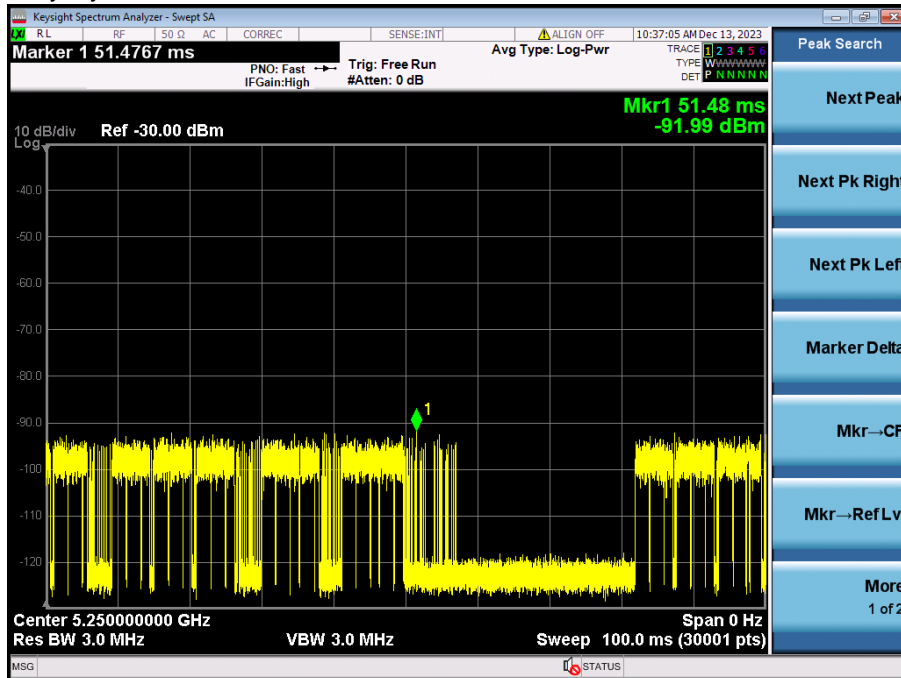 Keysight Spectrum Analyzer - Swept SA
LXI RL RF 50 Ω AC CORREC SENSE:INT ALIGN OFF 10:37:05 AM Dec 13, 2023
Marker 1 51.4767 ms
PNO: Fast
IFGain:High
Trig: Free Run
#Atten: 0 dB
Avg Type: Log-Pwr
TRACE 1 2 3 4 5 6
TYPE WWWWWW
DET P N N N N N
Mkr1 51.48 ms
-91.99 dBm
10 dB/div Ref -30.00 dBm
Log
-40.0
-50.0
-60.0
-70.0
-80.0
-90.0
-100
-110
-120
1
Center 5.250000000 GHz Span 0 Hz
Res BW 3.0 MHz VBW 3.0 MHz Sweep 100.0 ms (30001 pts)
MSG STATUS
Peak Search
Next Peak
Next Pk Right
Next Pk Left
Marker Delta
Mkr→CF
Mkr→Ref Lv
More
1 of 2